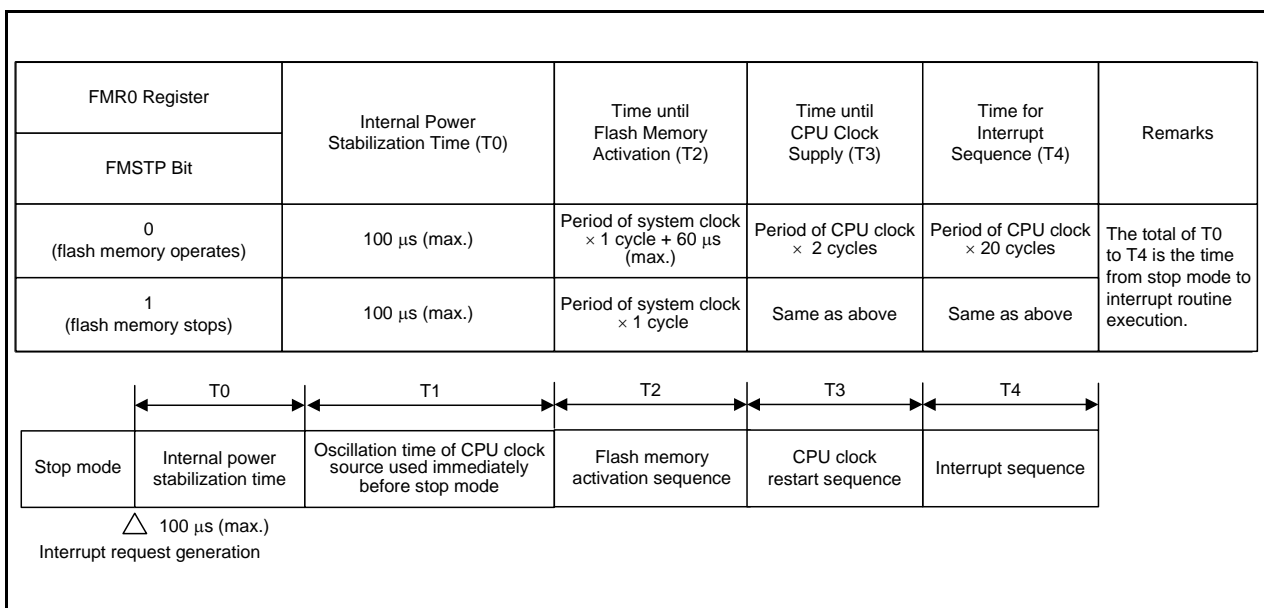 FMR0 Register
FMSTP Bit
Internal Power
Stabilization Time (T0)
Time until
Flash Memory
Activation (T2)
Time until
CPU Clock
Supply (T3)
Time for
Interrupt
Sequence (T4)
Remarks
0
(flash memory operates)
100 μs (max.)
Period of system clock
× 1 cycle + 60 μs
(max.)
Period of CPU clock
× 2 cycles
Period of CPU clock
× 20 cycles
The total of T0
to T4 is the time
from stop mode to
interrupt routine
execution.
1
(flash memory stops)
100 μs (max.)
Period of system clock
× 1 cycle
Same as above
Same as above
T0
T1
T2
T3
T4
Stop mode
Internal power
stabilization time
Oscillation time of CPU clock
source used immediately
before stop mode
Flash memory
activation sequence
CPU clock
restart sequence
Interrupt sequence
100 μs (max.)
Interrupt request generation